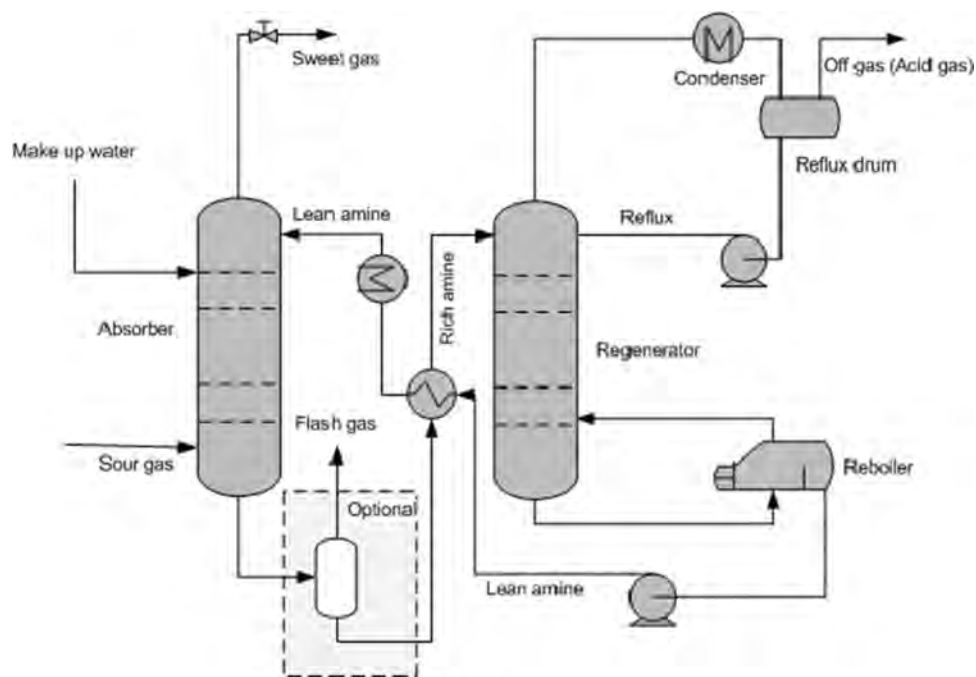 Sweet gas
Condenser
Off gas (Acid gas)
Make up water
Reflux drum
Lean amine
Reflux
Rich amine
Absorber
Regenerator
Flash gas
Sour gas
Reboiler
Optional
Lean amine